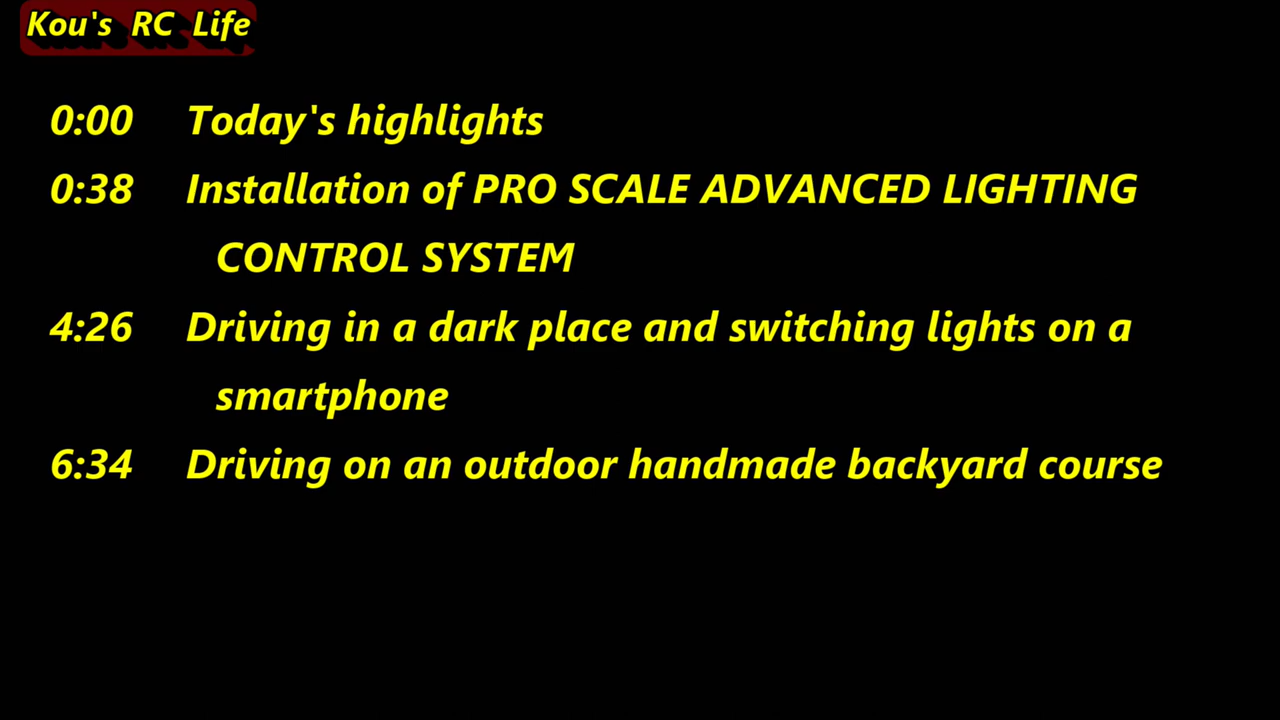 Kou's RC Life
0:00 Today's highlights
0:38 Installation of PRO SCALE ADVANCED LIGHTING
CONTROL SYSTEM
4:26 Driving in a dark place and switching lights on a
smartphone
6:34 Driving on an outdoor handmade backyard course